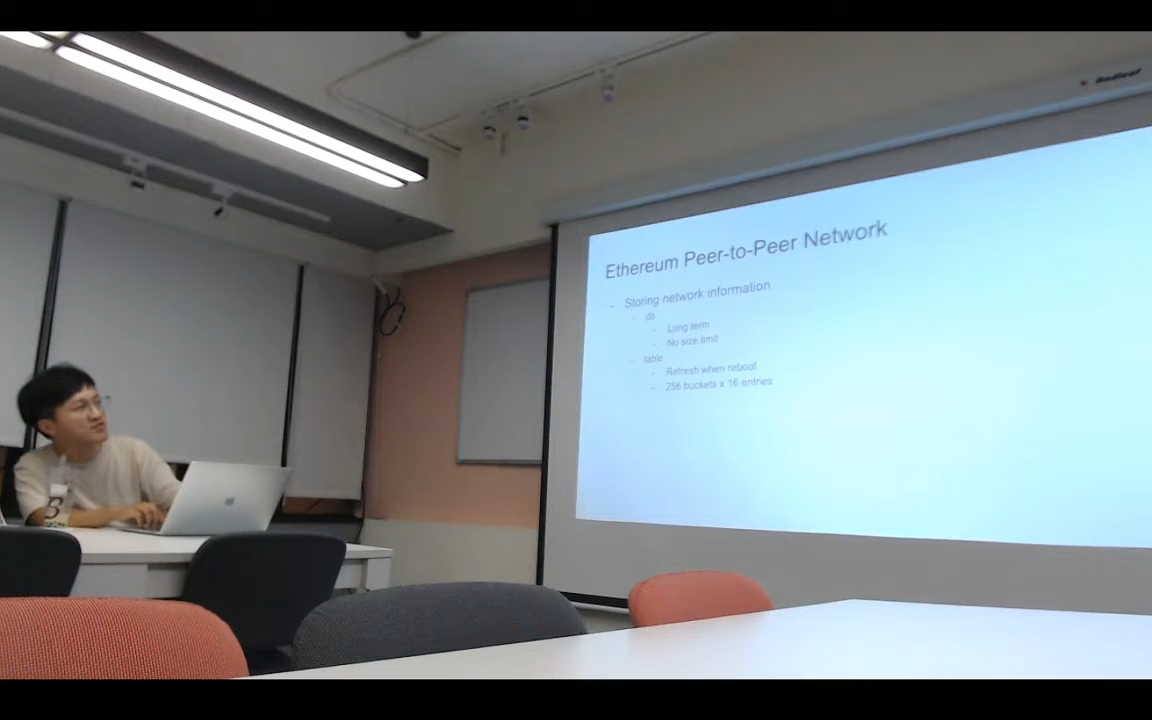 Redleaf
Ethereum Peer-to-Peer Network
- Storing network information
- db
- Long term
- No size limit
- table
- Refresh when reboot
- 256 buckets x 16 entries